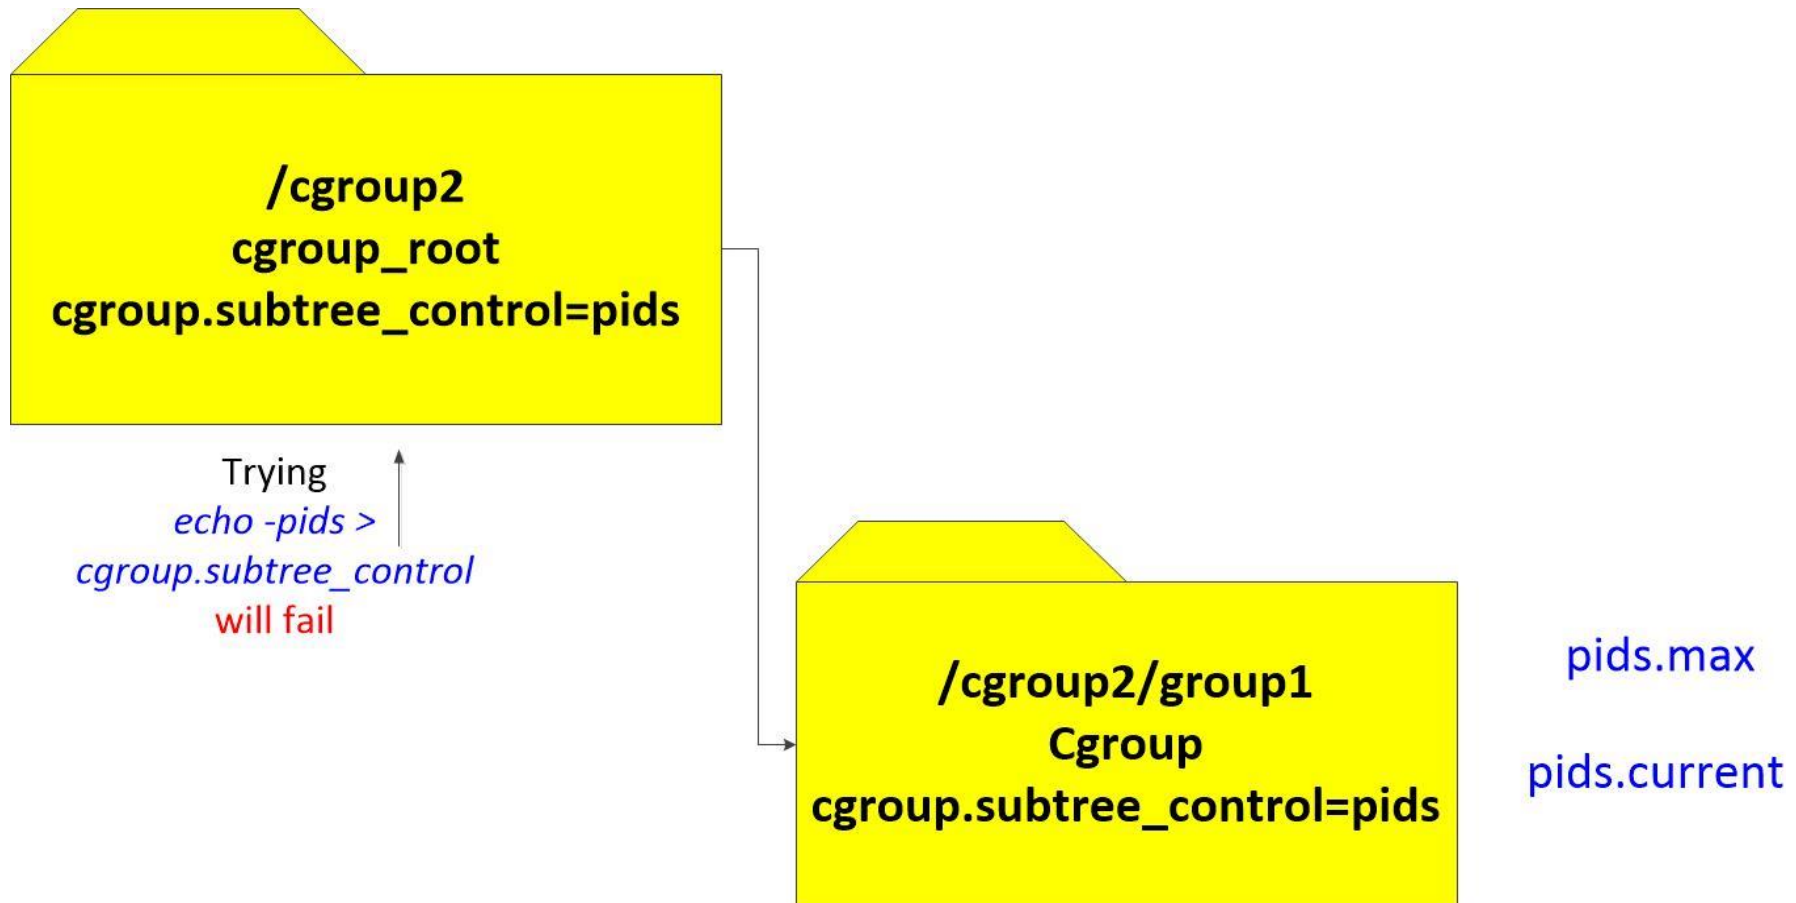 /cgroup2
cgroup_root
cgroup.subtree_control=pids
Trying
echo -pids >
cgroup.subtree_control
will fail
/cgroup2/group1
Cgroup
cgroup.subtree_control=pids
pids.max
pids.current